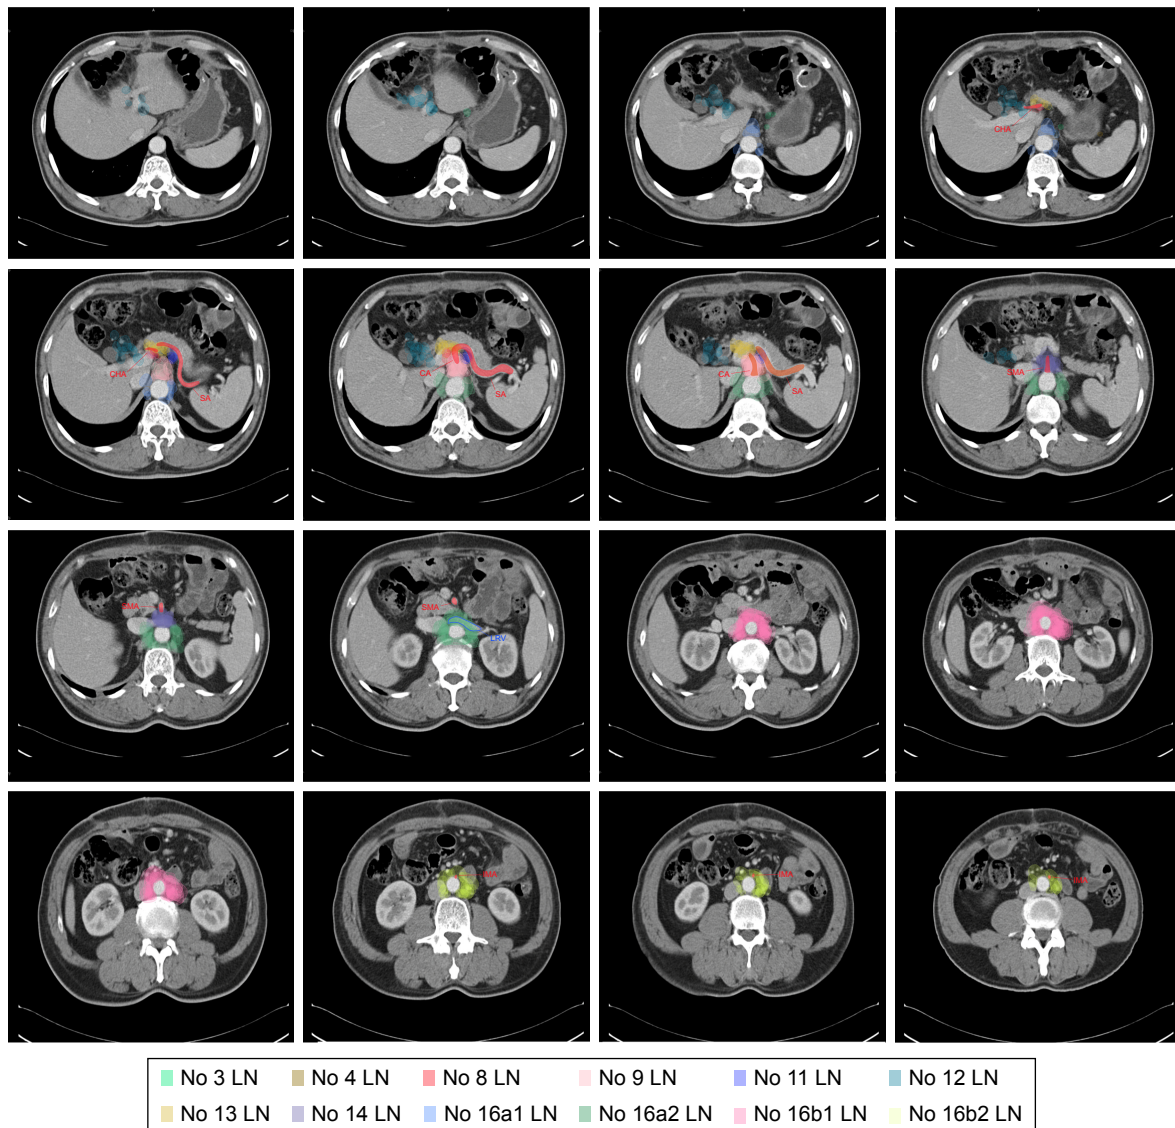 CHA
CHA
SA
CA
SA
CA
SA
SMA
SMA
SMA
LRV
IMA
IMA
IMA
No 3 LN No 4 LN No 8 LN No 9 LN No 11 LN No 12 LN
No 13 LN No 14 LN No 16a1 LN No 16a2 LN No 16b1 LN No 16b2 LN